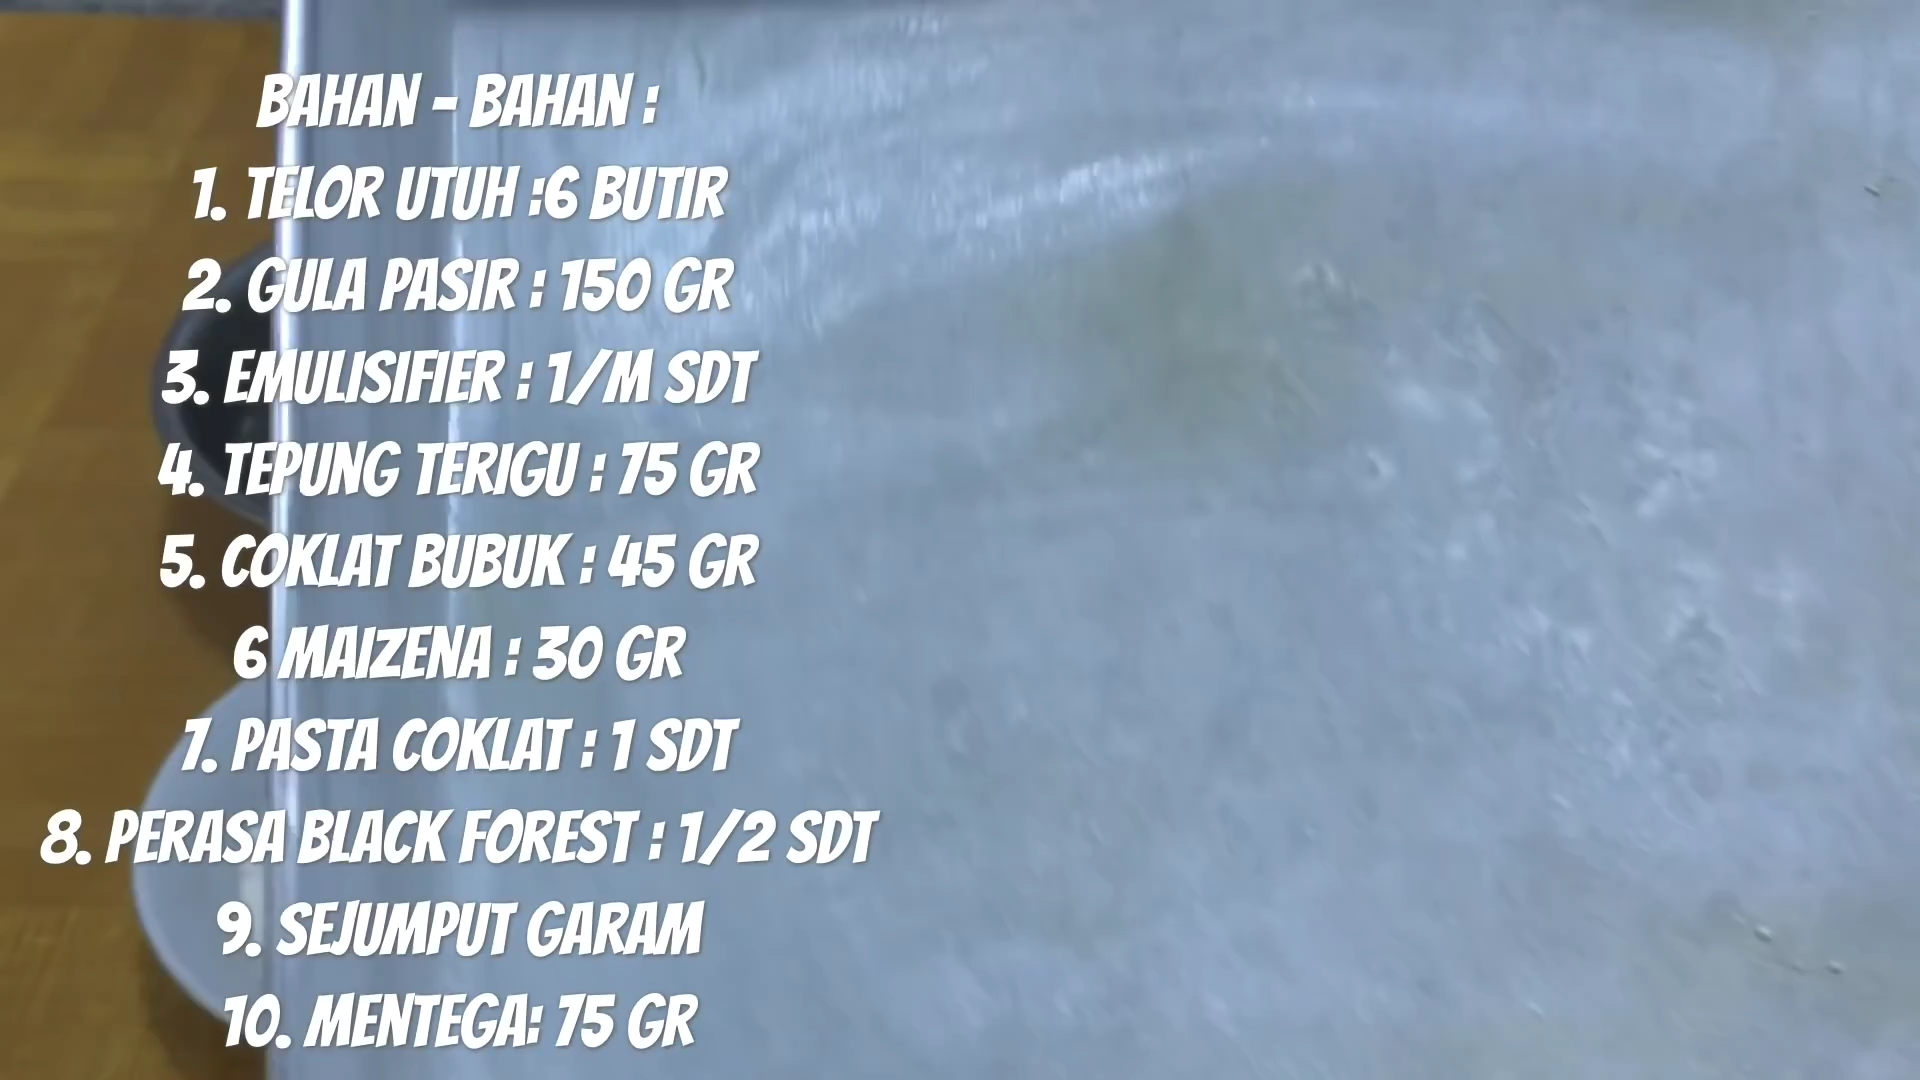 BAHAN - BAHAN :
1. TELOR UTUH :6 BUTIR
2. GULA PASIR : 150 GR
3. EMULISIFIER : 1/M SDT
4. TEPUNG TERIGU : 75 GR
5. COKLAT BUBUK : 45 GR
6 MAIZENA : 30 GR
7. PASTA COKLAT : 1 SDT
8. PERASA BLACK FOREST : 1/2 SDT
9. SEJUMPUT GARAM
10. MENTEGA: 75 GR